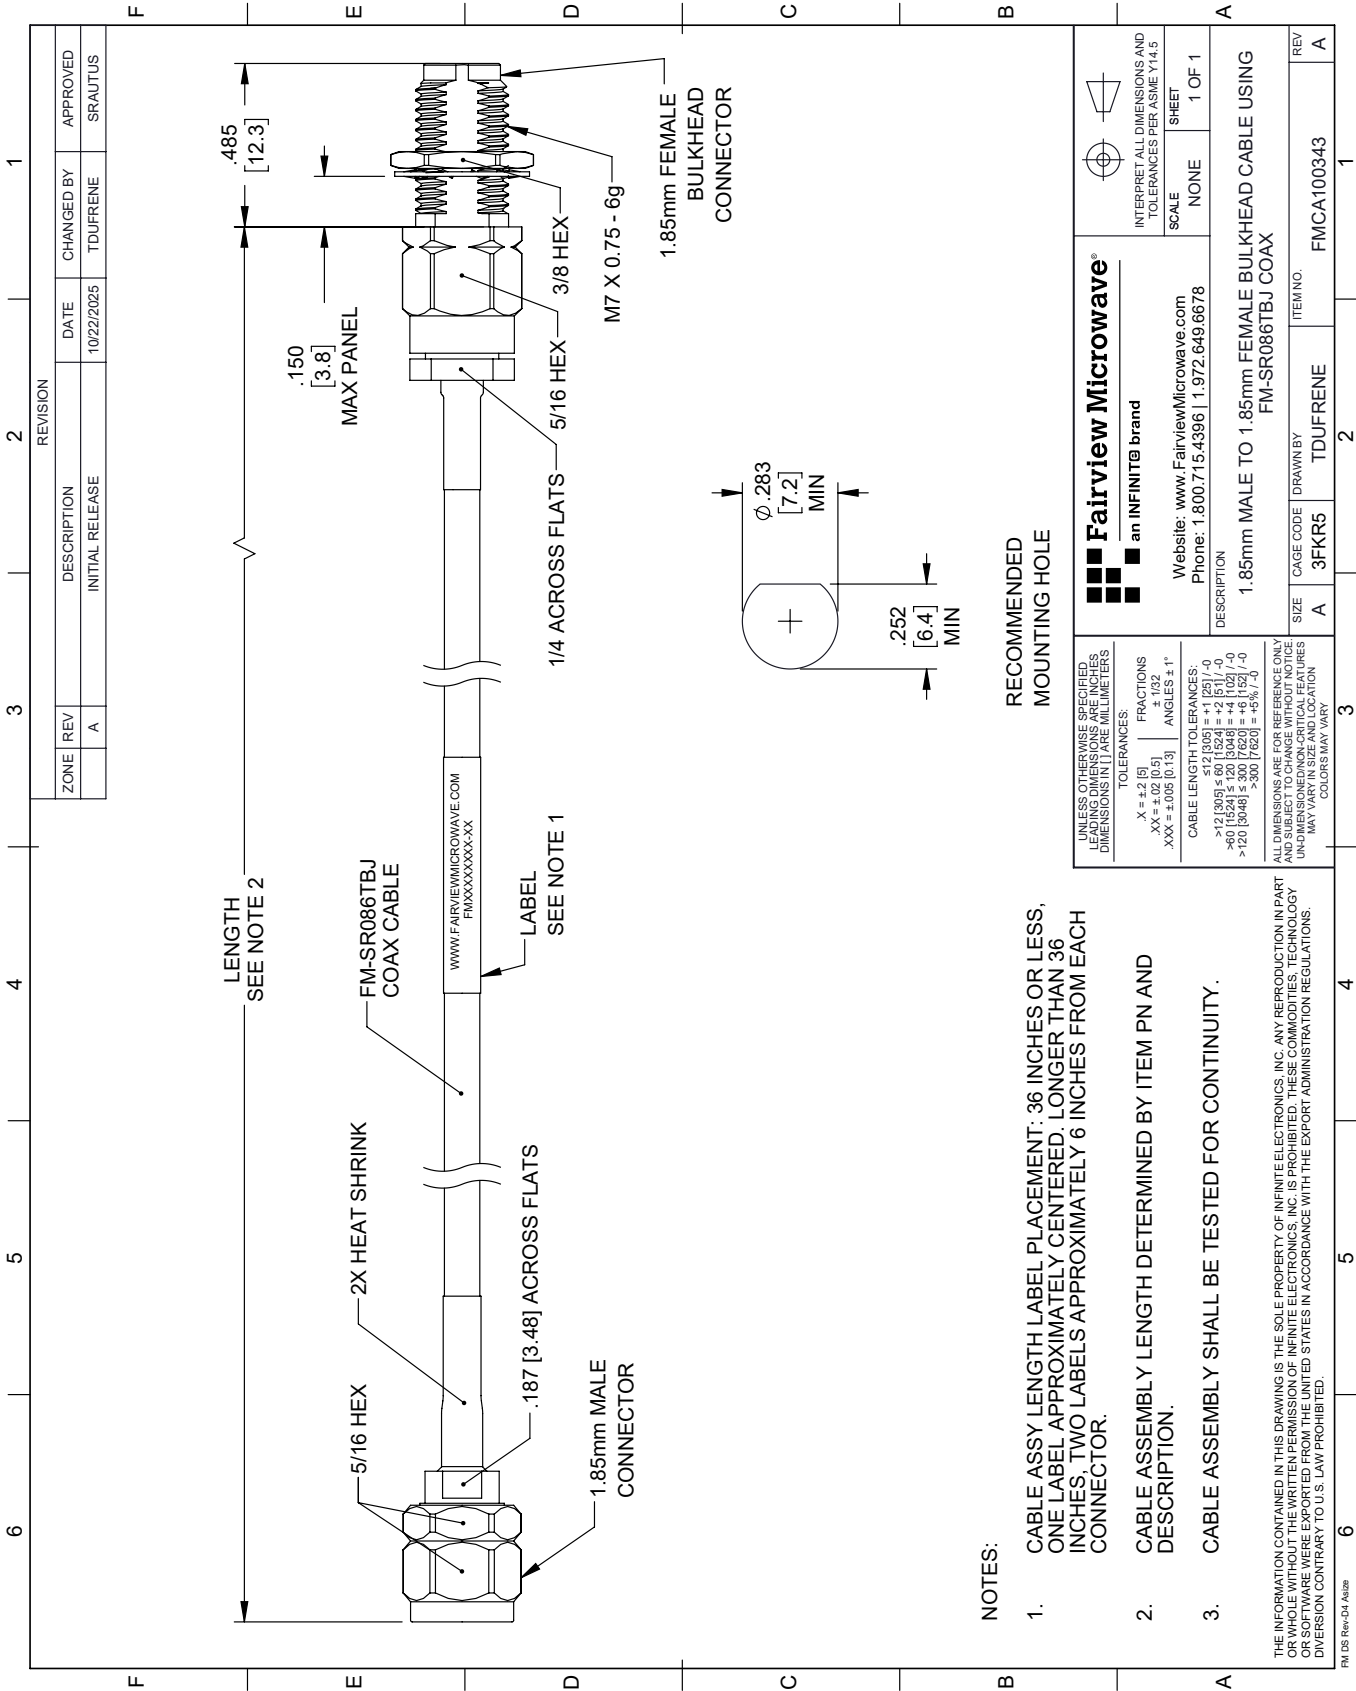 REVISION
ZONE REV DESCRIPTION DATE CHANGED BY APPROVED
A INITIAL RELEASE 10/22/2025 TDUFRENE SRAUTUS
6 5 4 3 2 1
F
E
D
C
B
A
LENGTH
SEE NOTE 2
.485
[12.3]
.150
[3.8]
MAX PANEL
5/16 HEX
2X HEAT SHRINK
FM-SR086TBJ
COAX CABLE
WWW.FAIRVIEWMICROWAVE.COM
FMXXXXXXXX-XX
.187 [3.48] ACROSS FLATS
1.85mm MALE
CONNECTOR
LABEL
SEE NOTE 1
1/4 ACROSS FLATS
5/16 HEX
3/8 HEX
M7 X 0.75 - 6g
1.85mm FEMALE
BULKHEAD
CONNECTOR
Ø .283
[7.2]
MIN
.252
[6.4]
MIN
RECOMMENDED
MOUNTING HOLE
NOTES:
1. CABLE ASSY LENGTH LABEL PLACEMENT: 36 INCHES OR LESS,
ONE LABEL APPROXIMATELY CENTERED. LONGER THAN 36
INCHES, TWO LABELS APPROXIMATELY 6 INCHES FROM EACH
CONNECTOR.
2. CABLE ASSEMBLY LENGTH DETERMINED BY ITEM PN AND
DESCRIPTION.
3. CABLE ASSEMBLY SHALL BE TESTED FOR CONTINUITY.
THE INFORMATION CONTAINED IN THIS DRAWING IS THE SOLE PROPERTY OF INFINITE ELECTRONICS, INC. ANY REPRODUCTION IN PART
OR WHOLE WITHOUT THE WRITTEN PERMISSION OF INFINITE ELECTRONICS, INC. IS PROHIBITED. THESE COMMODITIES, TECHNOLOGY
OR SOFTWARE WERE EXPORTED FROM THE UNITED STATES IN ACCORDANCE WITH THE EXPORT ADMINISTRATION REGULATIONS.
DIVERSION CONTRARY TO U.S. LAW PROHIBITED.
UNLESS OTHERWISE SPECIFIED
LEADING DIMENSIONS ARE INCHES
DIMENSIONS IN [ ] ARE MILLIMETERS
TOLERANCES:
.X = ±.2 [5] FRACTIONS
.XX = ±.02 [0.5] ± 1/32
.XXX = ±.005 [0.13] ANGLES ± 1°
CABLE LENGTH TOLERANCES:
≤12 [305] = +1 [25] / -0
>12 [305] ≤ 60 [1524] = +2 [51] / -0
>60 [1524] ≤ 120 [3048] = +4 [102] / -0
>120 [3048] ≤ 300 [7620] = +6 [152] / -0
>300 [7620] = +5% / -0
ALL DIMENSIONS ARE FOR REFERENCE ONLY
AND SUBJECT TO CHANGE WITHOUT NOTICE.
UN-DIMENSIONED/NON-CRITICAL FEATURES
MAY VARY IN SIZE AND LOCATION
COLORS MAY VARY
Fairview Microwave®
an INFINIT@ brand
Website: www.FairviewMicrowave.com
Phone: 1.800.715.4396 | 1.972.649.6678
INTERPRET ALL DIMENSIONS AND
TOLERANCES PER ASME Y14.5
SCALE NONE SHEET 1 OF 1
DESCRIPTION
1.85mm MALE TO 1.85mm FEMALE BULKHEAD CABLE USING
FM-SR086TBJ COAX
SIZE A CAGE CODE 3FKR5 DRAWN BY TDUFRENE ITEM NO. FMCA100343 REV A
6 5 4 3 2 1
F
E
D
C
B
A
FM DS Rev-D4 Asize